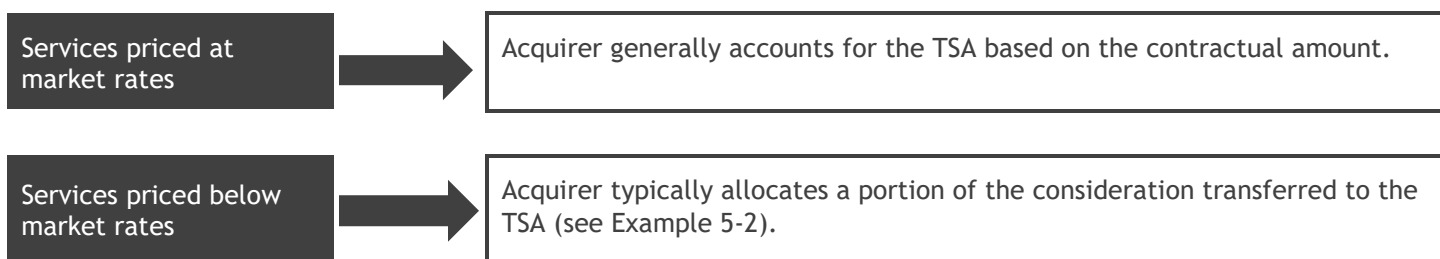 Services priced at
market rates
Acquirer generally accounts for the TSA based on the contractual amount.
Services priced below
market rates
Acquirer typically allocates a portion of the consideration transferred to the
TSA (see Example 5-2).